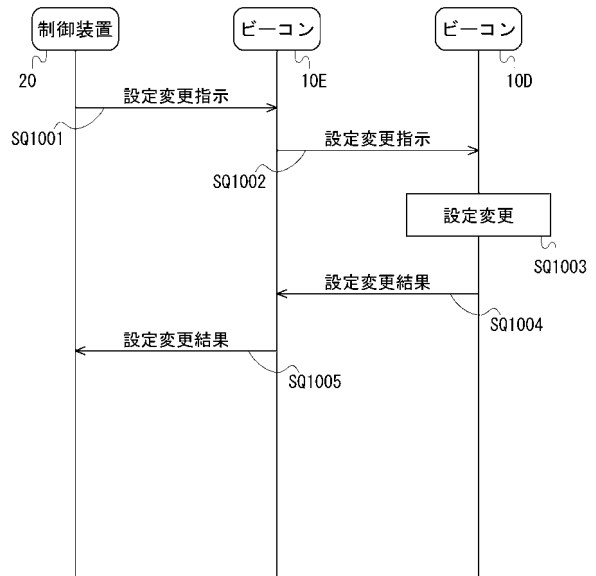 制御装置
ビーコン
ビーコン
20
10E
10D
設定変更指示
SQ1001
設定変更指示
SQ1002
設定変更
SQ1003
設定変更結果
SQ1004
設定変更結果
SQ1005